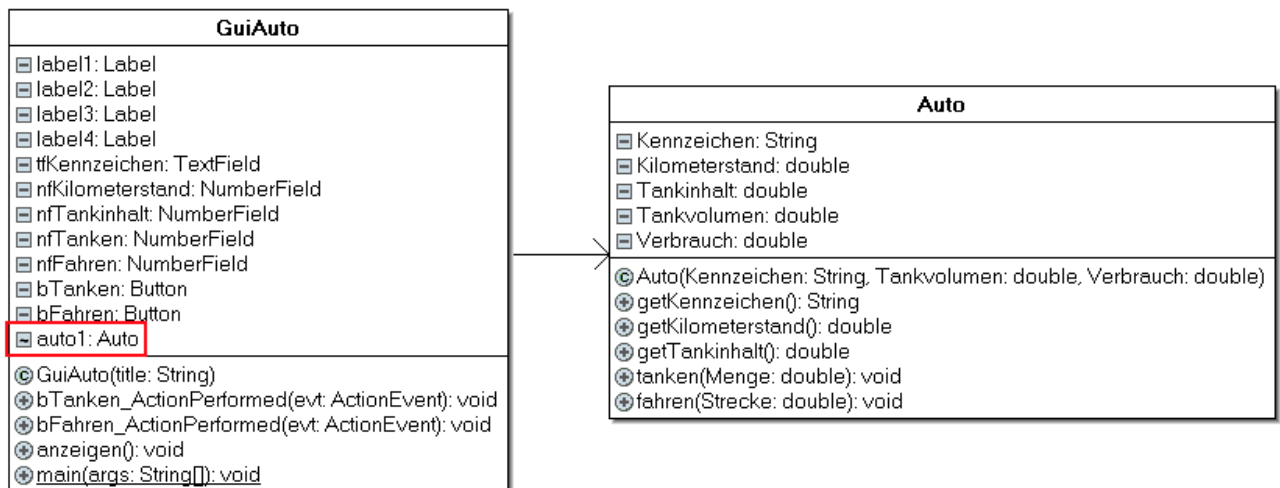 GuiAuto
label1: Label
label2: Label
label3: Label
label4: Label
tfKennzeichen: TextField
nfKilometerstand: NumberField
nfTankinhalt: NumberField
nfTanken: NumberField
nfFahren: NumberField
bTanken: Button
bFahren: Button
auto1: Auto
GuiAuto(title: String)
bTanken_ActionPerformed(evt: ActionEvent): void
bFahren_ActionPerformed(evt: ActionEvent): void
anzeigen(): void
main(args: String[]): void
Auto
Kennzeichen: String
Kilometerstand: double
Tankinhalt: double
Tankvolumen: double
Verbrauch: double
Auto(Kennzeichen: String, Tankvolumen: double, Verbrauch: double)
getKennzeichen(): String
getKilometerstand(): double
getTankinhalt(): double
tanken(Menge: double): void
fahren(Strecke: double): void